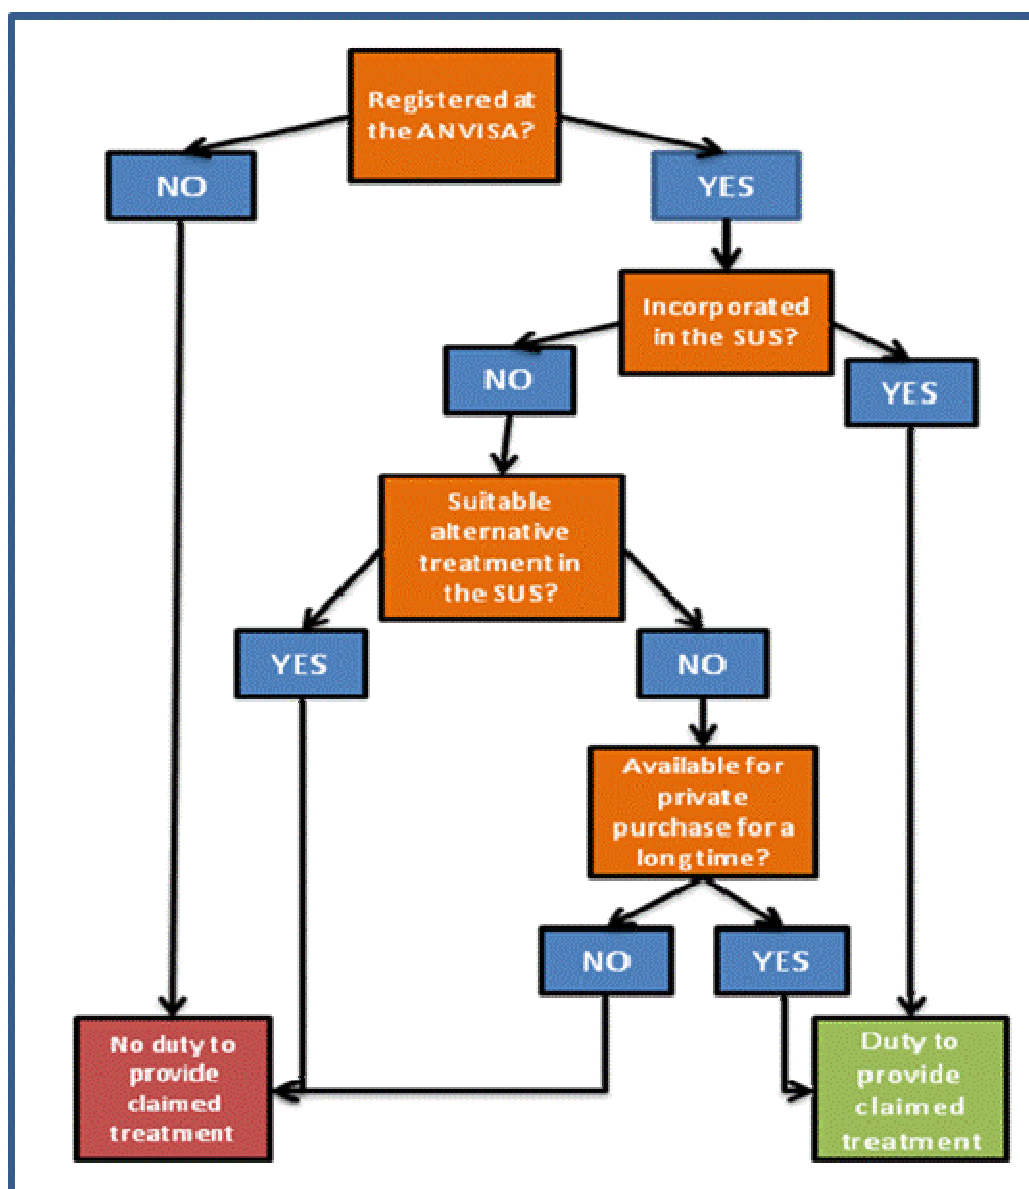 Registered at
the ANVISA?
NO
YES
Incorporated
in the SUS?
NO
YES
Suitable
alternative
treatment in
the SUS?
YES
NO
Available for
private
purchase for a
long time?
NO
YES
No duty to
provide
claimed
treatment
Duty to
provide
claimed
treatment